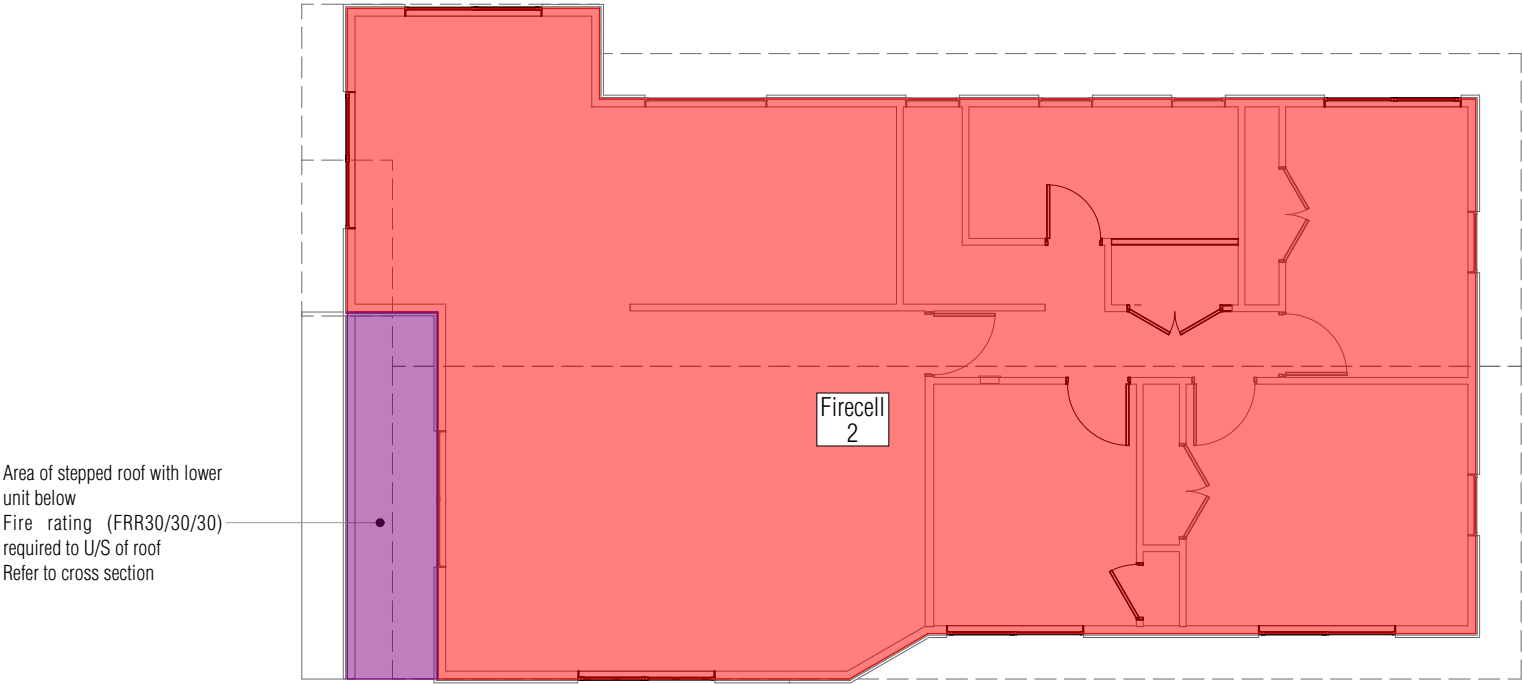 Area of stepped roof with lower
unit below
Fire rating (FRR30/30/30)
required to U/S of roof
Refer to cross section
Firecell
2